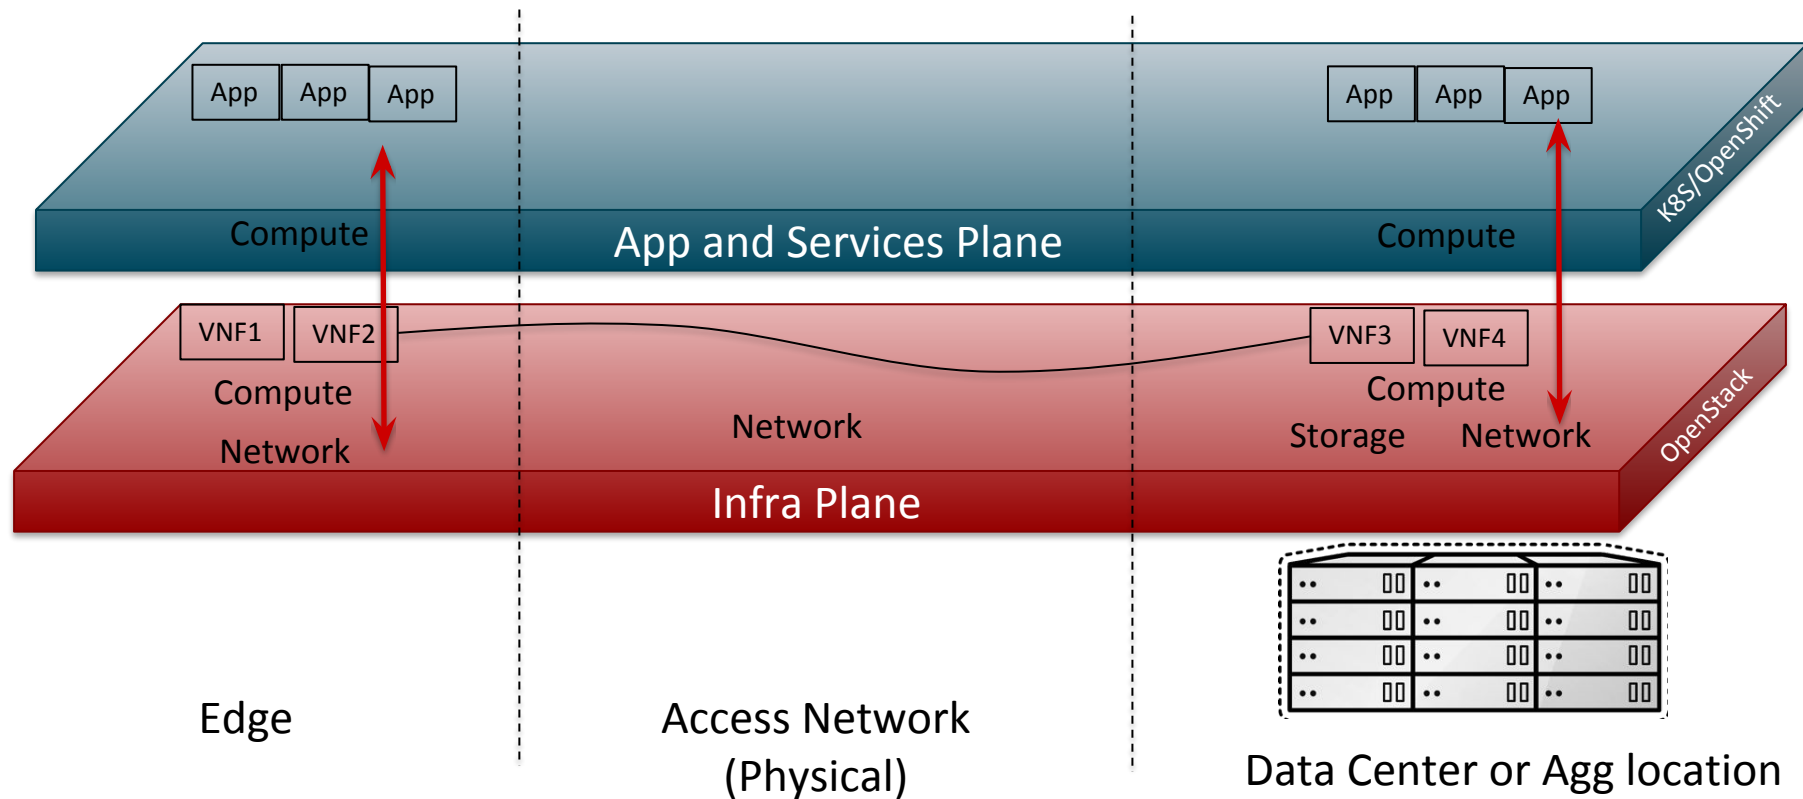 App App App
App App App
K8S/OpenShift
Compute
App and Services Plane
Compute
VNF1 VNF2
VNF3 VNF4
Compute
Compute
Network
Network
Storage Network
OpenStack
Infra Plane
Edge
Access Network
(Physical)
Data Center or Agg location